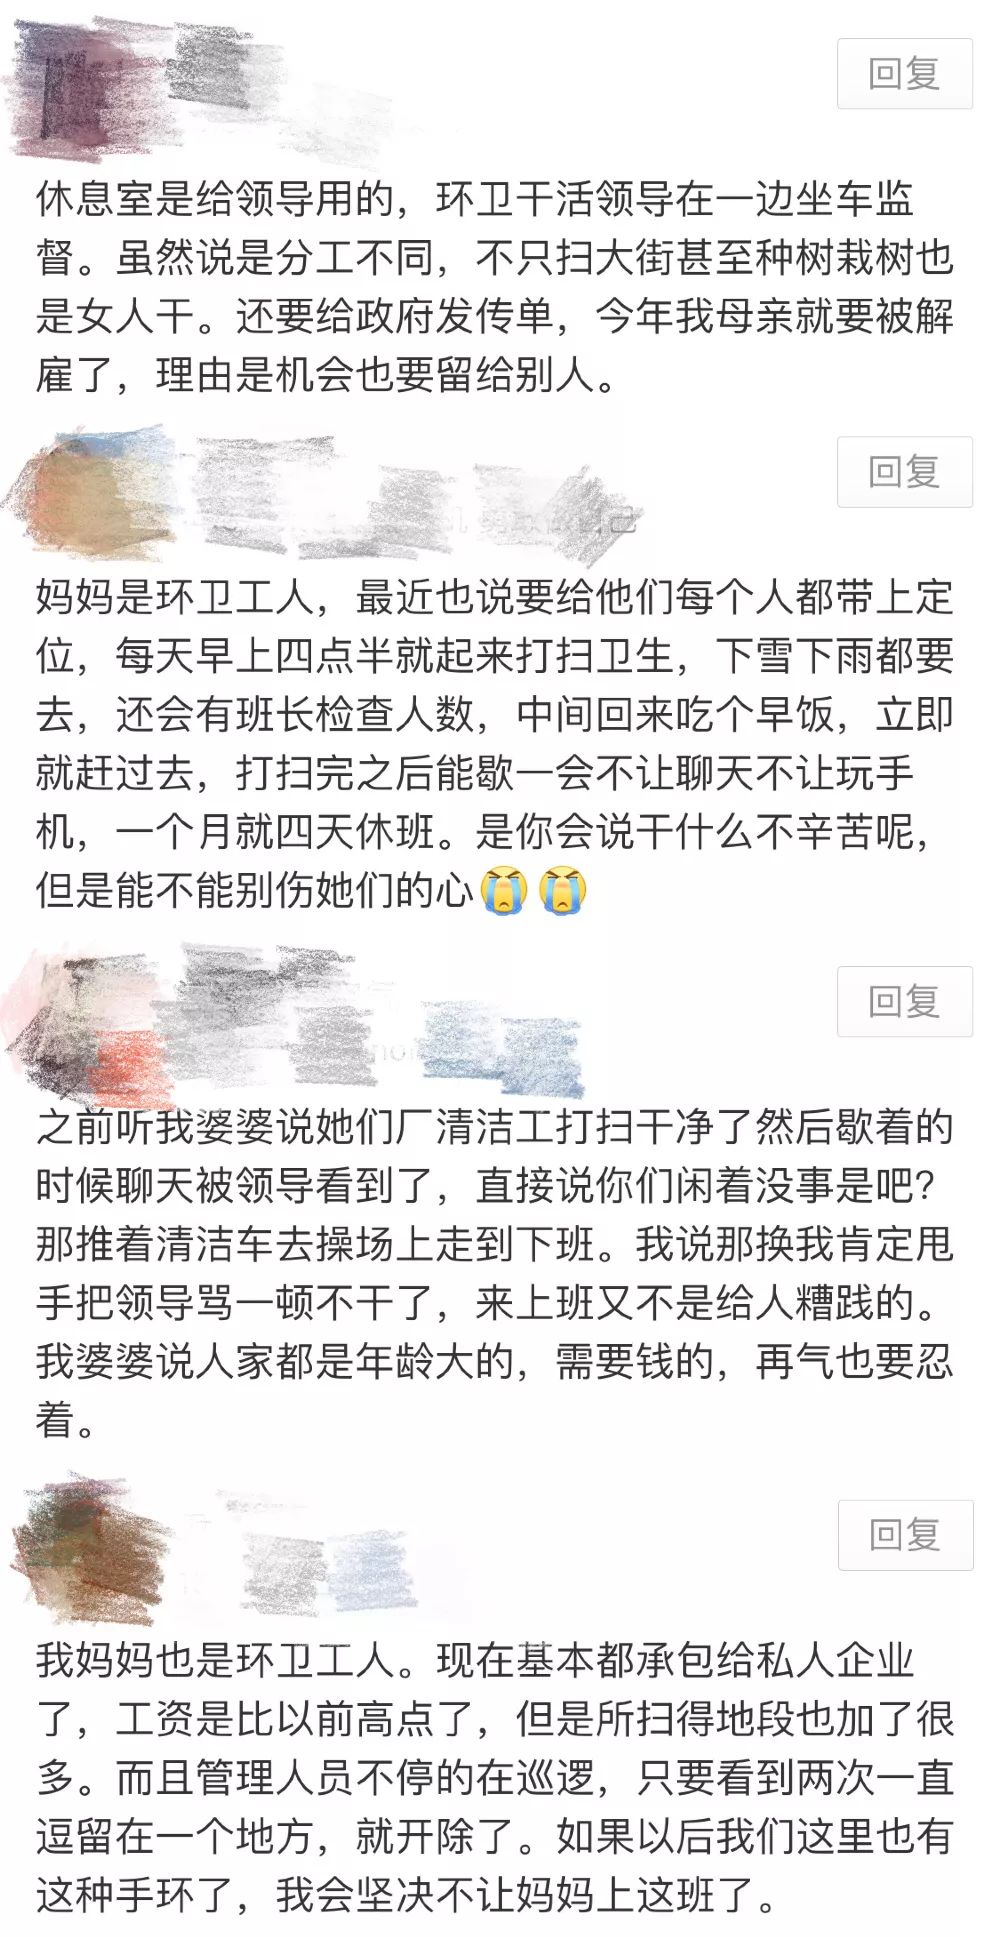 回复
休息室是给领导用的，环卫干活领导在一边坐车监
督。虽然说是分工不同，不只扫大街甚至种树栽树也
是女人干。还要给政府发传单，今年我母亲就要被解
雇了，理由是机会也要留给别人。
回复
妈妈是环卫工人，最近也说要给他们每个人都带上定
位，每天早上四点半就起来打扫卫生，下雪下雨都要
去，还会有班长检查人数，中间回来吃个早饭，立即
就赶过去，打扫完之后能歇一会不让聊天不让玩手
机，一个月就四天休班。是你会说干什么不辛苦呢，
但是能不能别伤她们的心😭😭
回复
之前听我婆婆说她们厂清洁工打扫干净了然后歇着的
时候聊天被领导看到了，直接说你们闲着没事是吧？
那推着清洁车去操场上走到下班。我说那换我肯定甩
手把领导骂一顿不干了，来上班又不是给人糟践的。
我婆婆说人家都是年龄大的，需要钱的，再气也要忍
着。
回复
我妈妈也是环卫工人。现在基本都承包给私人企业
了，工资是比以前高点了，但是所扫得地段也加了很
多。而且管理人员不停的在巡逻，只要看到两次一直
逗留在一个地方，就开除了。如果以后我们这里也有
这种手环了，我会坚决不让妈妈上这班了。